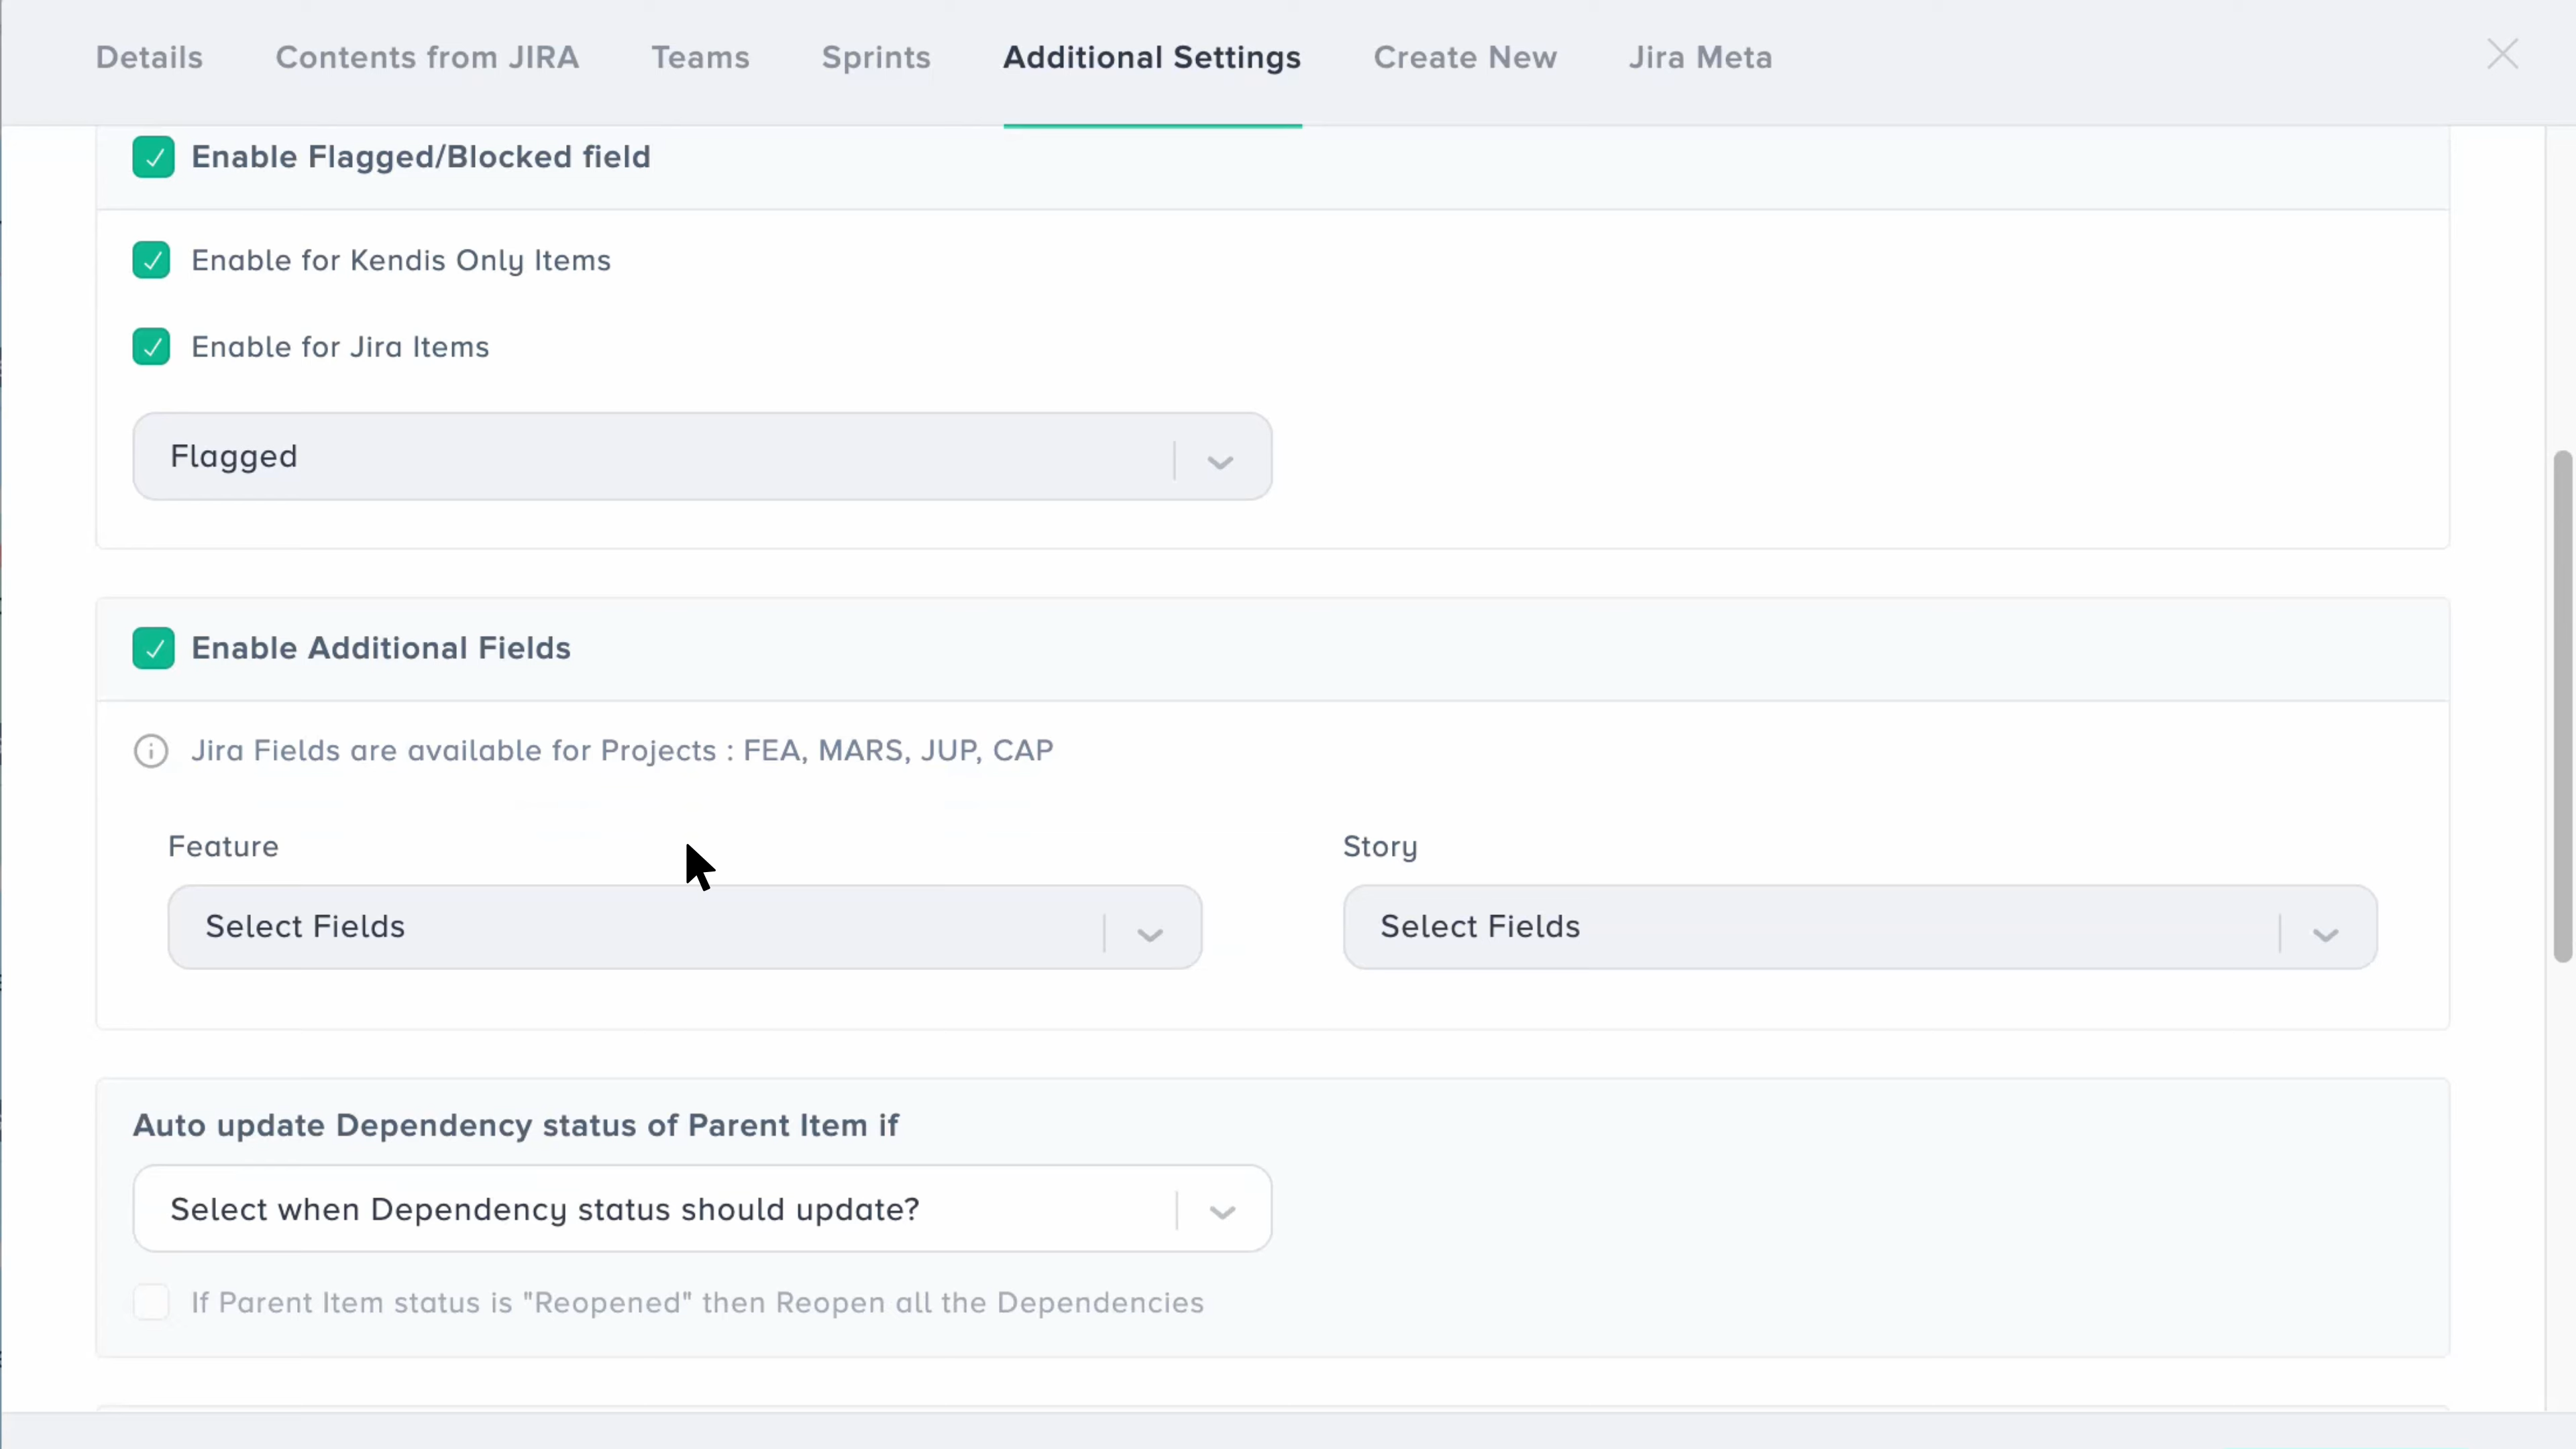 Details Contents from JIRA Teams Sprints Additional Settings Create New Jira Meta
Enable Flagged/Blocked field
Enable for Kendis Only Items
Enable for Jira Items
Flagged
Enable Additional Fields
Jira Fields are available for Projects : FEA, MARS, JUP, CAP
Feature Story
Select Fields Select Fields
Auto update Dependency status of Parent Item if
Select when Dependency status should update?
If Parent Item status is "Reopened" then Reopen all the Dependencies